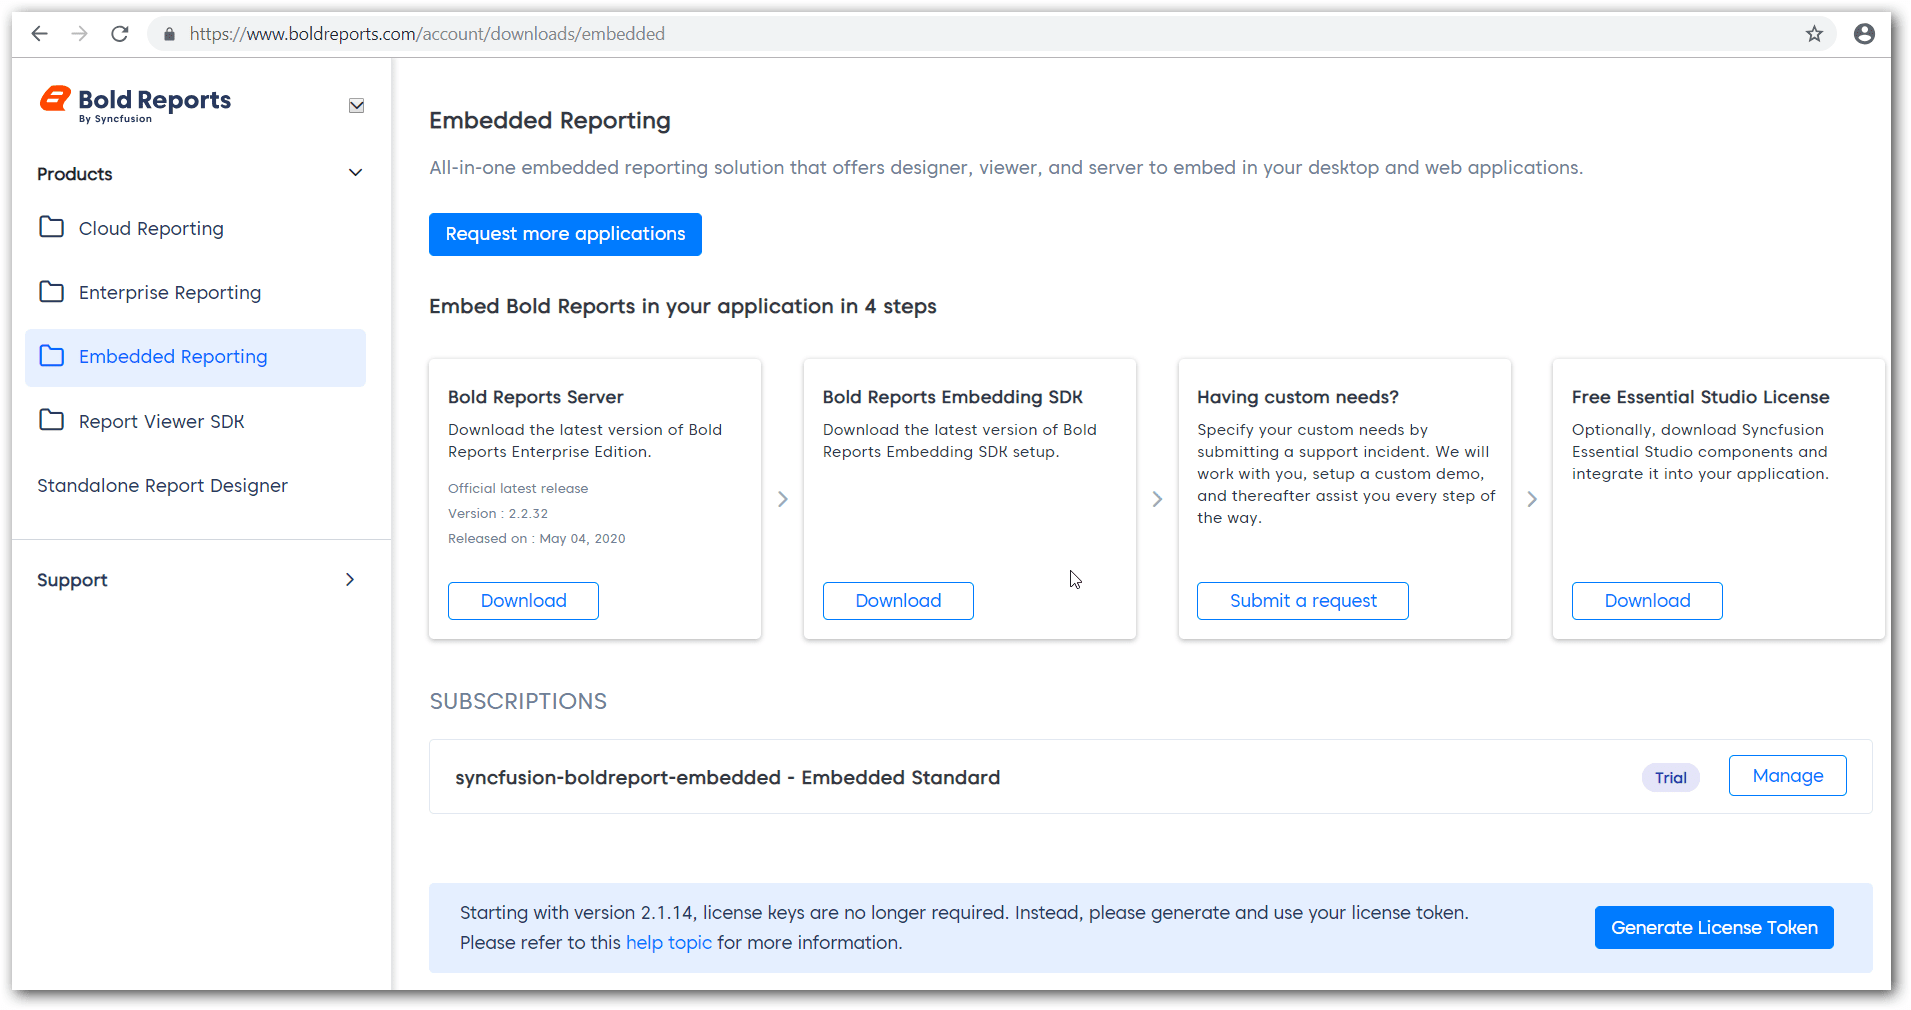 https://www.boldreports.com/account/downloads/embedded
Bold Reports
By Syncfusion
Products
Cloud Reporting
Enterprise Reporting
Embedded Reporting
Report Viewer SDK
Standalone Report Designer
Support
Embedded Reporting
All-in-one embedded reporting solution that offers designer, viewer, and server to embed in your desktop and web applications.
Request more applications
Embed Bold Reports in your application in 4 steps
Bold Reports Server
Download the latest version of Bold
Reports Enterprise Edition.
Official latest release
Version : 2.2.32
Released on : May 04, 2020
Download
Bold Reports Embedding SDK
Download the latest version of Bold
Reports Embedding SDK setup.
Download
Having custom needs?
Specify your custom needs by
submitting a support incident. We will
work with you, setup a custom demo,
and thereafter assist you every step of
the way.
Submit a request
Free Essential Studio License
Optionally, download Syncfusion
Essential Studio components and
integrate it into your application.
Download
SUBSCRIPTIONS
syncfusion-boldreport-embedded - Embedded Standard
Trial
Manage
Starting with version 2.1.14, license keys are no longer required. Instead, please generate and use your license token.
Please refer to this help topic for more information.
Generate License Token